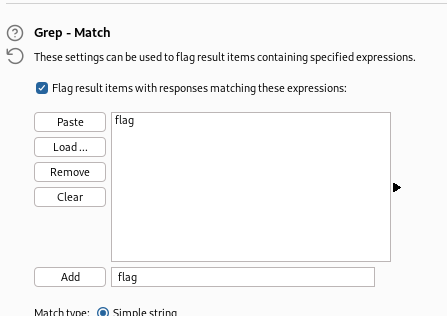 Grep - Match
These settings can be used to flag result items containing specified expressions.
Flag result items with responses matching these expressions:
Paste
flag
Load ...
Remove
Clear
Add
flag
Match type:
Simple string